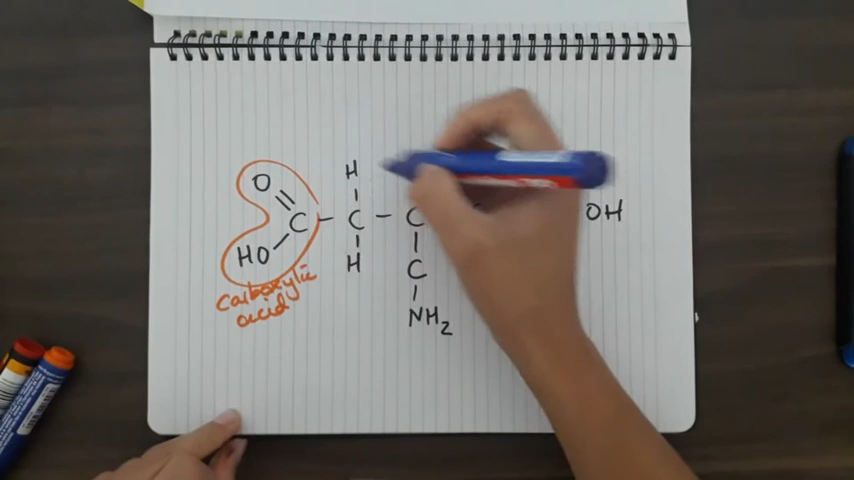 O H
C - C - C OH
HO H C
NH2
carboxylic
acid